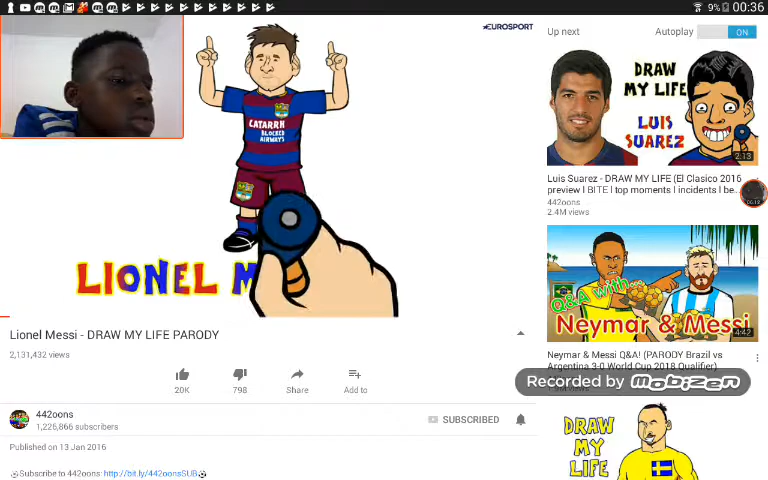 9% 00:36
EUROSPORT
CATARRH
BLOCKED
AIRWAYS
LIONEL M
Lionel Messi - DRAW MY LIFE PARODY
2,131,432 views
20K
798
Share
Add to
442oons
1,226,866 subscribers
SUBSCRIBED
Published on 13 Jan 2016
Subscribe to 442oons: http://bit.ly/442oonsSUB
Up next
Autoplay
ON
DRAW
MY LIFE
LUIS
SUAREZ
2:13
Luis Suarez - DRAW MY LIFE (El Clasico 2016
preview l BITE l top moments l incidents l be...
442oons
2.4M views
Q&A with...
Neymar & Messi
4:42
Neymar & Messi Q&A! (PARODY Brazil vs
Argentina 3-0 World Cup 2018 Qualifier)
Recorded by mobizen
DRAW
MY
LIFE